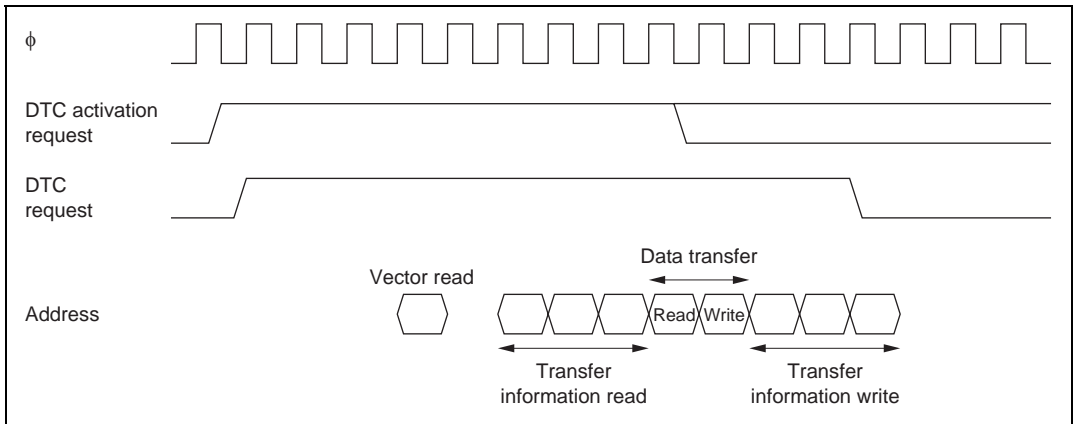 ϕ
DTC activation
request
DTC
request
Data transfer
Vector read
Address
Read
Write
Transfer
information read
Transfer
information write